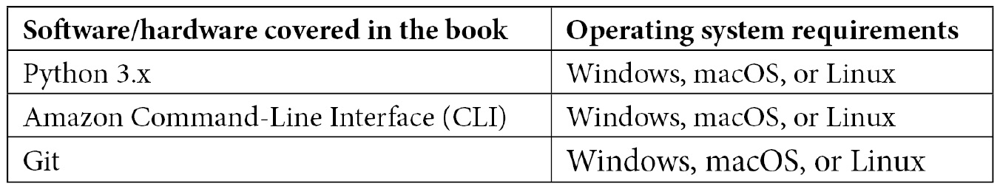 Software/hardware covered in the book Operating system requirements
Python 3.x Windows, macOS, or Linux
Amazon Command-Line Interface (CLI) Windows, macOS, or Linux
Git Windows, macOS, or Linux